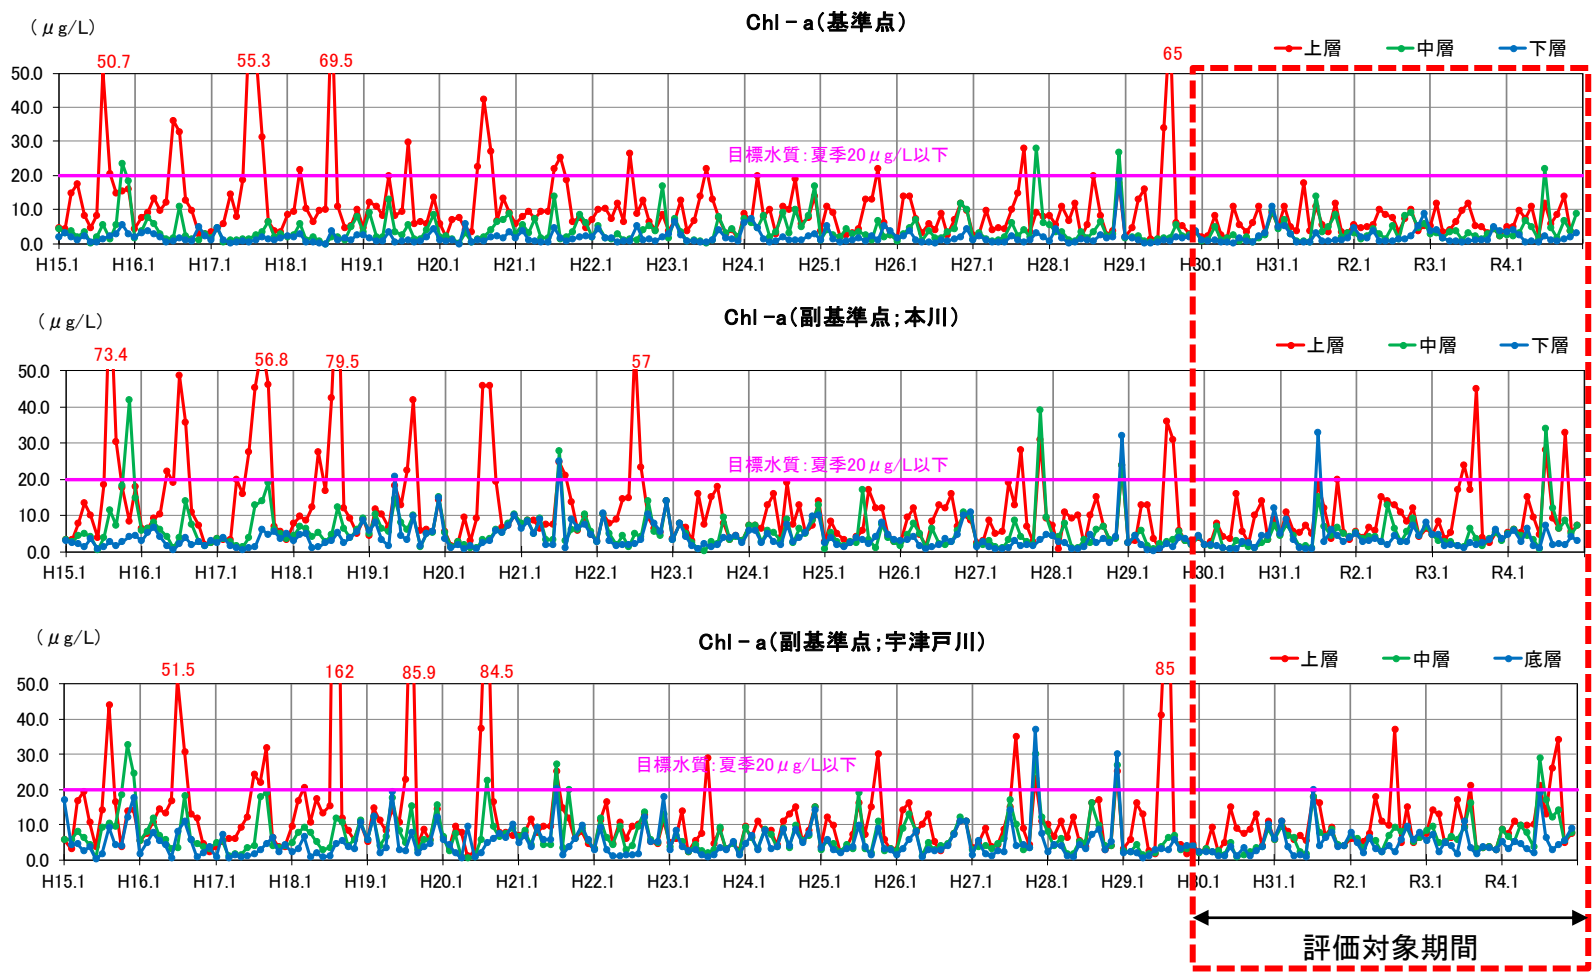 Chl－a(基準点)
(μg/L)
上層 中層 下層
50.7 55.3 69.5 65
50.0
40.0
30.0
目標水質：夏季20μg/L以下
20.0
10.0
0.0
H15.1 H16.1 H17.1 H18.1 H19.1 H20.1 H21.1 H22.1 H23.1 H24.1 H25.1 H26.1 H27.1 H28.1 H29.1 H30.1 H31.1 R2.1 R3.1 R4.1
Chl－a(副基準点；本川)
(μg/L)
上層 中層 下層
73.4 56.8 79.5 57
50.0
40.0
30.0
目標水質：夏季20μg/L以下
20.0
10.0
0.0
H15.1 H16.1 H17.1 H18.1 H19.1 H20.1 H21.1 H22.1 H23.1 H24.1 H25.1 H26.1 H27.1 H28.1 H29.1 H30.1 H31.1 R2.1 R3.1 R4.1
Chl－a(副基準点；宇津戸川)
(μg/L)
上層 中層 底層
51.5 162 85.9 84.5 85
50.0
40.0
30.0
目標水質：夏季20μg/L以下
20.0
10.0
0.0
H15.1 H16.1 H17.1 H18.1 H19.1 H20.1 H21.1 H22.1 H23.1 H24.1 H25.1 H26.1 H27.1 H28.1 H29.1 H30.1 H31.1 R2.1 R3.1 R4.1
評価対象期間